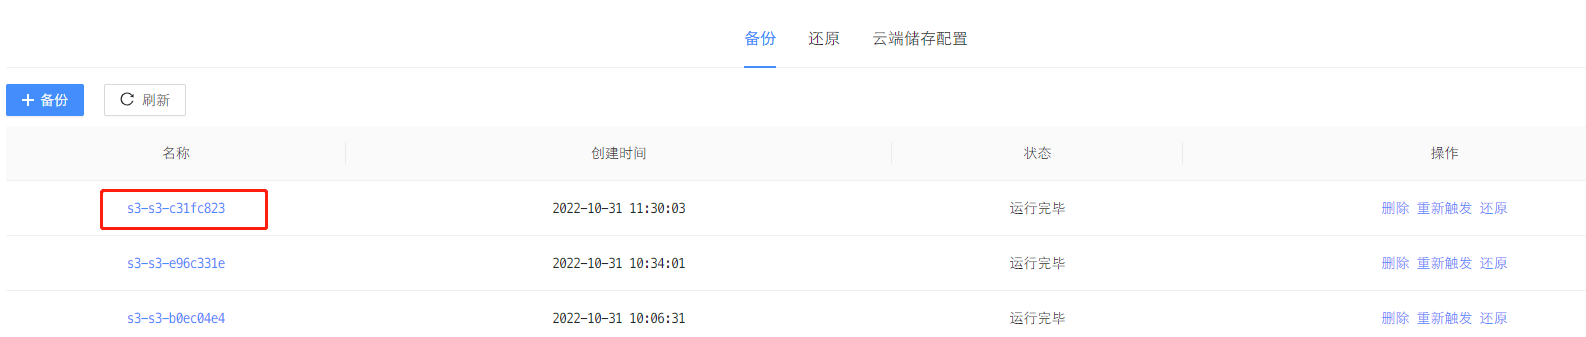 备份 还原 云端储存配置
备份 刷新
名称 创建时间 状态 操作
s3-s3-c31fc823 2022-10-31 11:30:03 运行完毕 删除 重新触发 还原
s3-s3-e96c331e 2022-10-31 10:34:01 运行完毕 删除 重新触发 还原
s3-s3-b0ec04e4 2022-10-31 10:06:31 运行完毕 删除 重新触发 还原